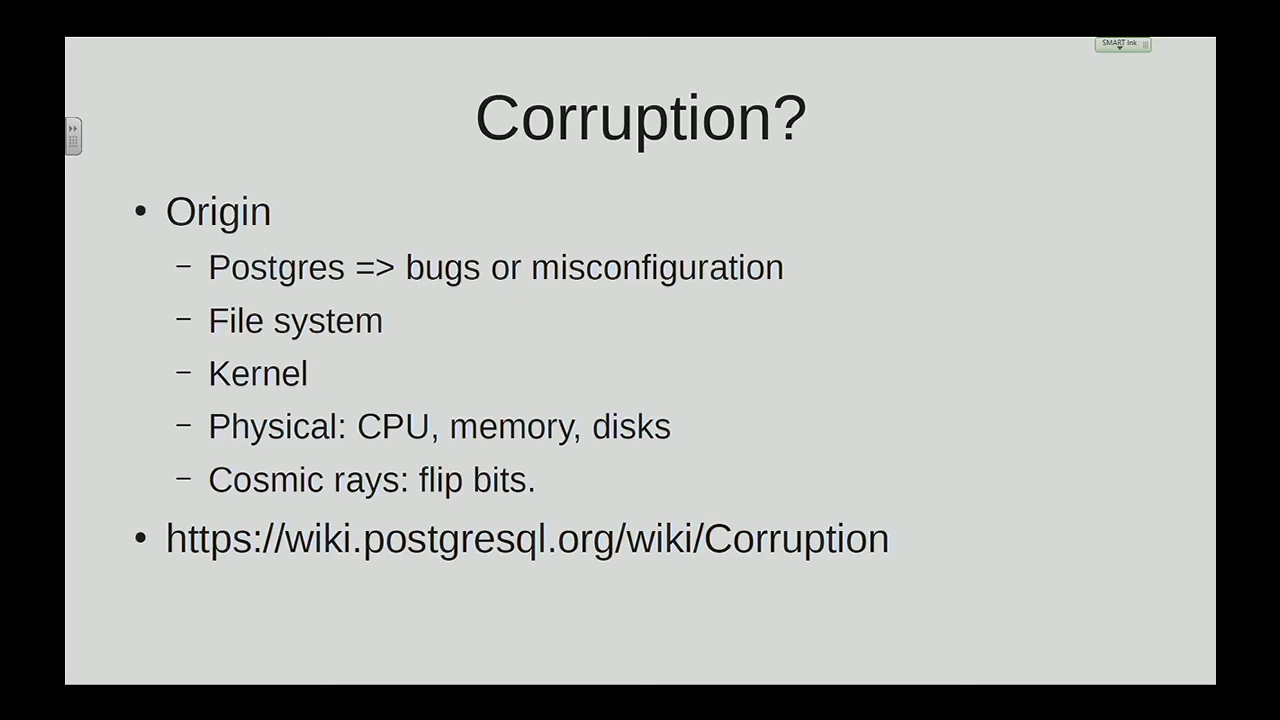 SMART Ink
Corruption?
• Origin
– Postgres => bugs or misconfiguration
– File system
– Kernel
– Physical: CPU, memory, disks
– Cosmic rays: flip bits.
• https://wiki.postgresql.org/wiki/Corruption